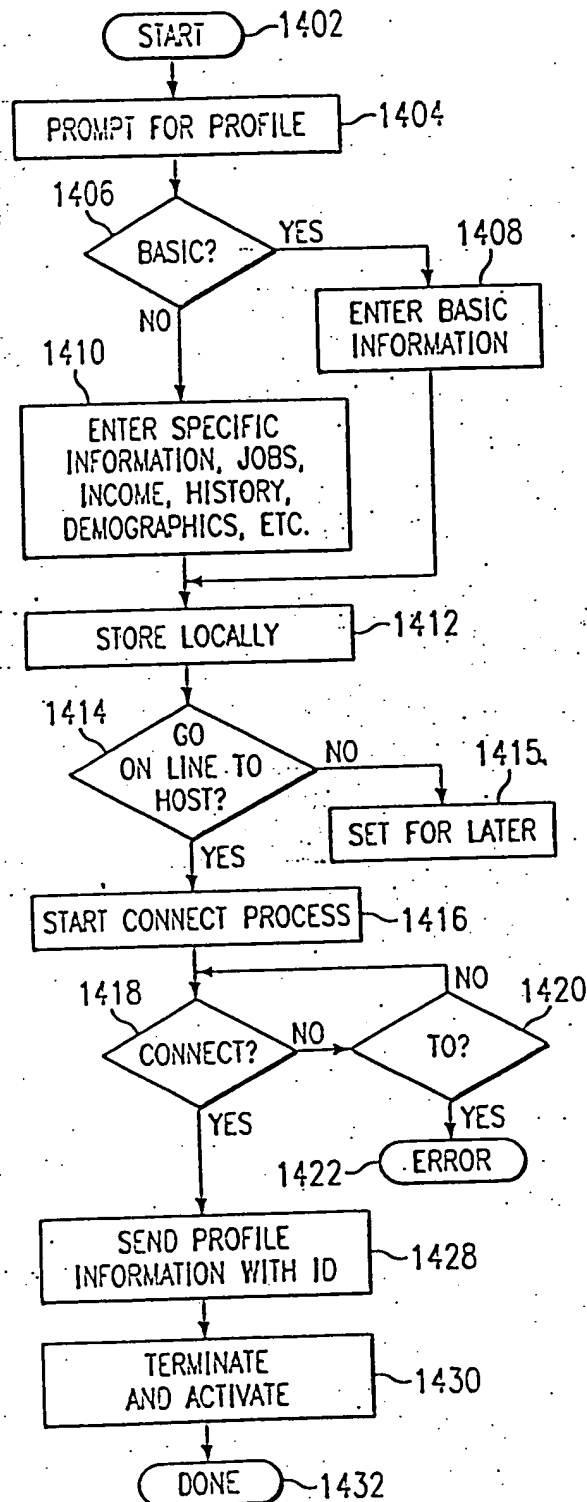 START
1402
PROMPT FOR PROFILE
1404
1406
BASIC?
YES
NO
1408
ENTER BASIC
INFORMATION
1410
ENTER SPECIFIC
INFORMATION, JOBS,
INCOME, HISTORY,
DEMOGRAPHICS, ETC.
STORE LOCALLY
1412
1414
GO
ON LINE TO
HOST?
NO
YES
1415
SET FOR LATER
START CONNECT PROCESS
1416
1418
CONNECT?
NO
YES
NO
1420
TO?
YES
1422
ERROR
SEND PROFILE
INFORMATION WITH ID
1428
TERMINATE
AND ACTIVATE
1430
DONE
1432